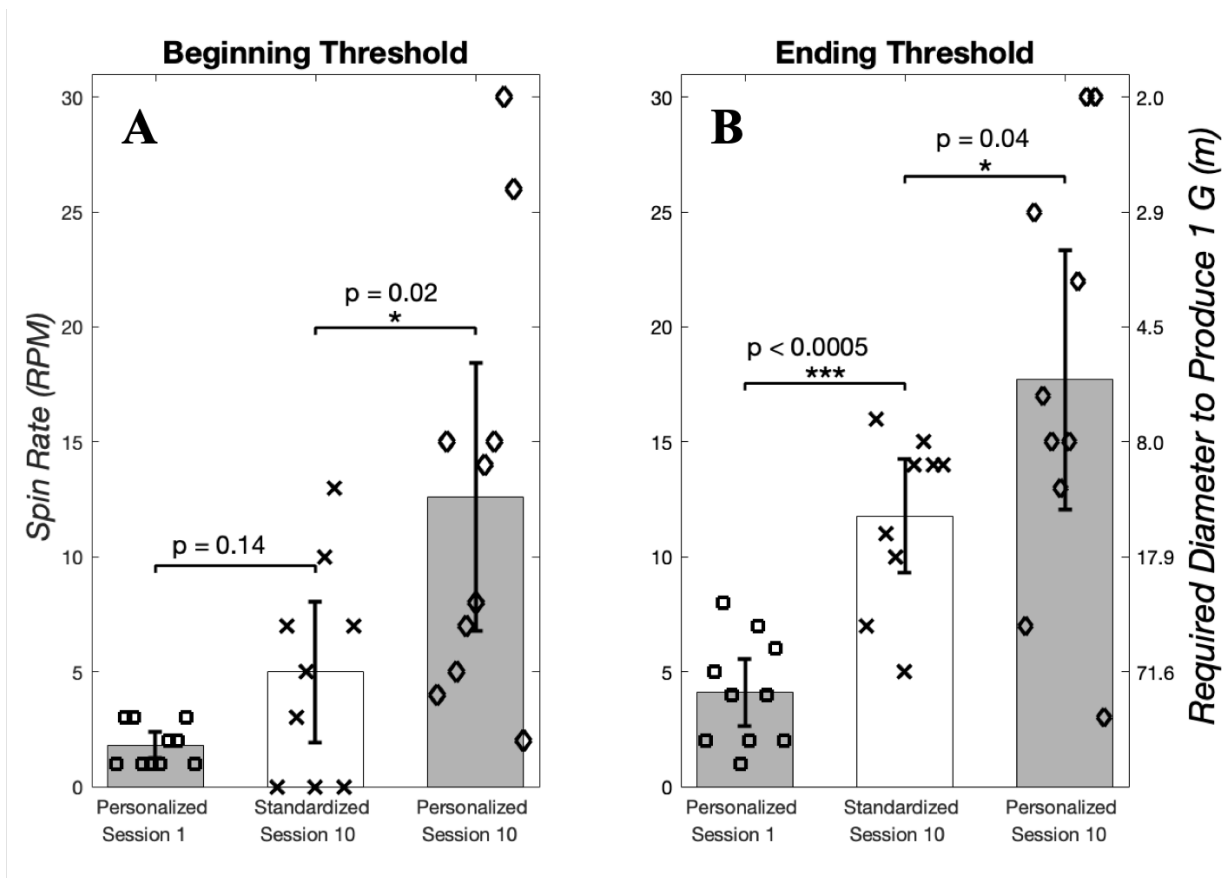 Beginning Threshold
A
Spin Rate (RPM)
30
25
20
15
10
5
0
p = 0.14
p = 0.02
*
Personalized
Session 1
Standardized
Session 10
Personalized
Session 10
Ending Threshold
B
30
25
20
15
10
5
0
p < 0.0005
***
p = 0.04
*
Personalized
Session 1
Standardized
Session 10
Personalized
Session 10
2.0
2.9
4.5
8.0
17.9
71.6
Required Diameter to Produce 1 G (m)